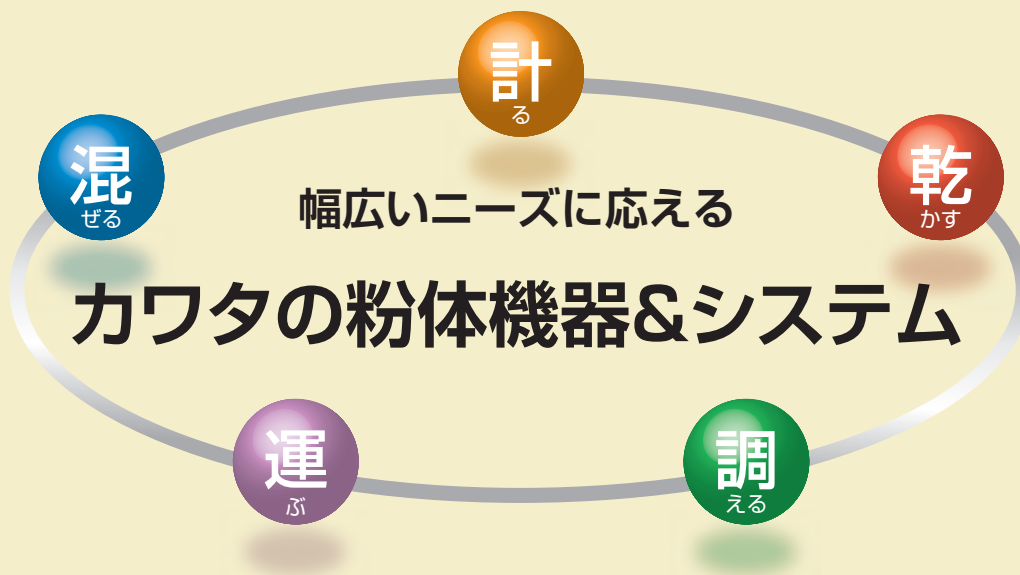 計
る
混
ぜる
乾
かす
幅広いニーズに応える
カワタの粉体機器&システム
運
ぶ
調
える